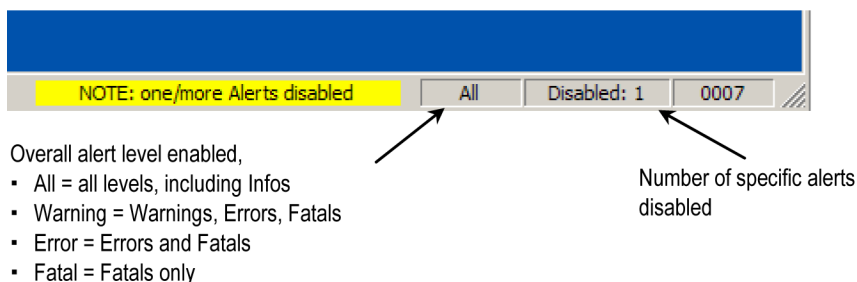 NOTE: one/more Alerts disabled All Disabled: 1 0007
Overall alert level enabled,
▪ All = all levels, including Infos
▪ Warning = Warnings, Errors, Fatals
▪ Error = Errors and Fatals
▪ Fatal = Fatals only
Number of specific alerts
disabled